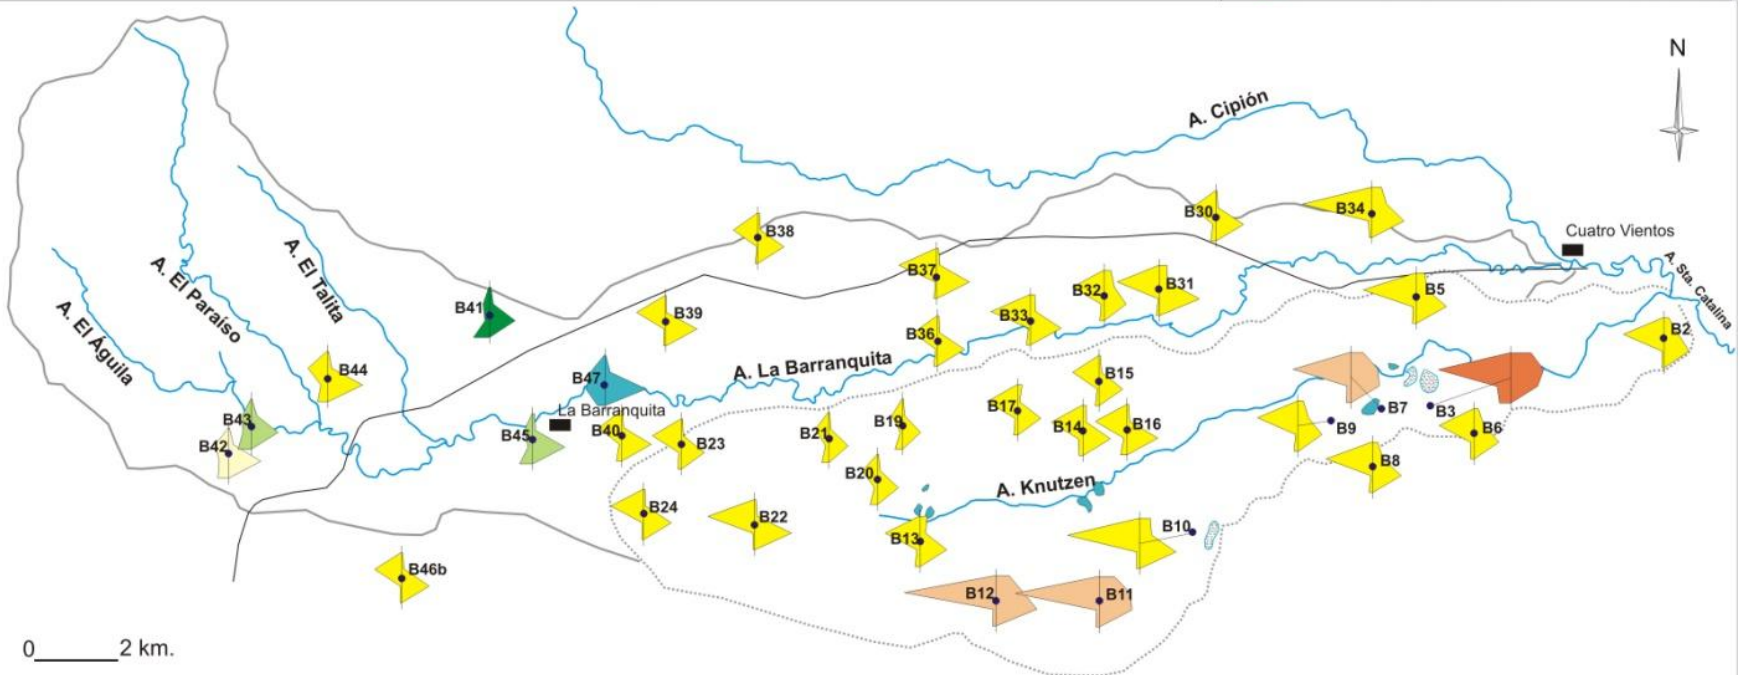 N
A. Cipión
B30
B34
Cuatro Vientos
B38
A. El Talita
A. El Paraíso
A. El Águila
A. Sta. Catalina
B37
B32
B31
B5
B41
B39
B33
B2
B36
A. La Barranquita
B44
B47
B15
La Barranquita
B17
B7
B3
B43
B45
B40
B23
B21
B19
B14
B16
B9
B6
B42
B8
B20
A. Knutzen
B24
B22
B10
B13
B46b
B12
B11
0 2 km.